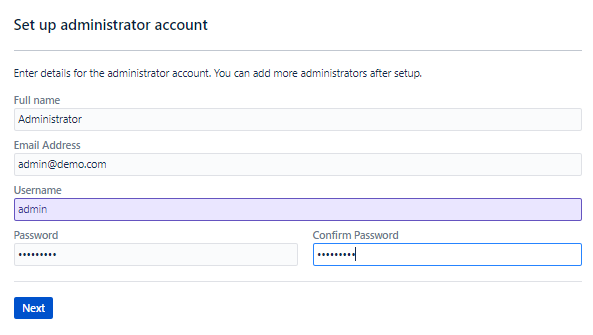 Set up administrator account
Enter details for the administrator account. You can add more administrators after setup.
Full name
Administrator
Email Address
admin@demo.com
Username
admin
Password
Confirm Password
•••••••••
•••••••••
Next